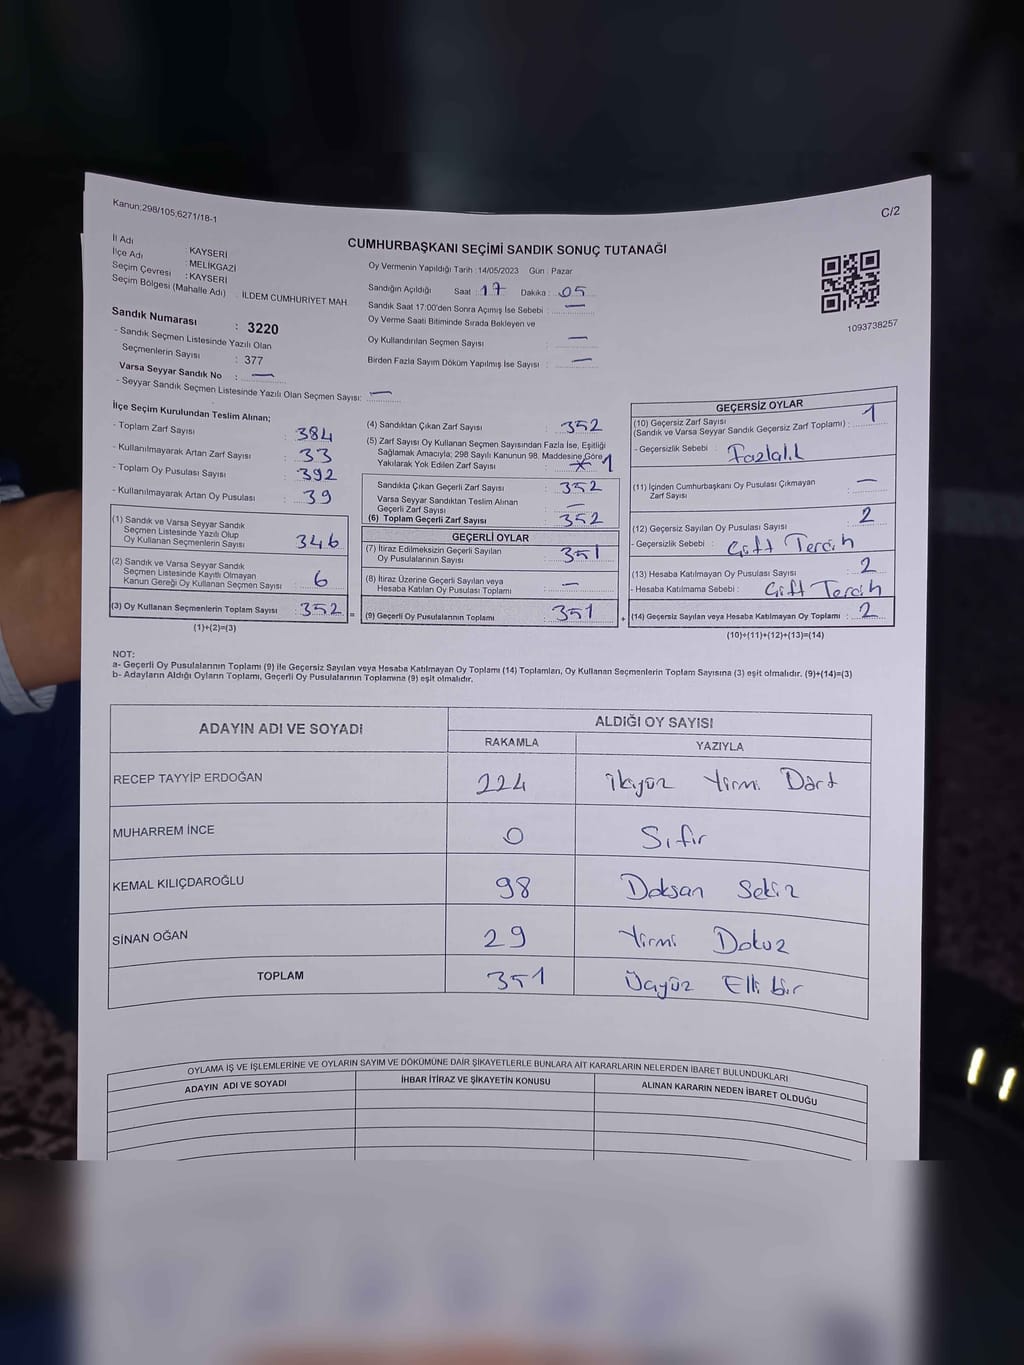 Kanun;298/105,6271/18-1
C/2
CUMHURBAŞKANI SEÇİMİ SANDIK SONUÇ TUTANAĞI
İl Adı : KAYSERİ
İlçe Adı : MELİKGAZİ
Seçim Çevresi : KAYSERİ
Seçim Bölgesi (Mahalle Adı) : İLDEM CUMHURİYET MAH.
Sandık Numarası : 3220
- Sandık Seçmen Listesinde Yazılı Olan
Seçmenlerin Sayısı : 377
Varsa Seyyar Sandık No : —
- Seyyar Sandık Seçmen Listesinde Yazılı Olan Seçmen Sayısı: —
Oy Vermenin Yapıldığı Tarih : 14/05/2023 Gün : Pazar
Sandığın Açıldığı Saat : 17 Dakika : 05
Sandık Saat 17:00'den Sonra Açımış İse Sebebi : —
Oy Verme Saati Bitiminde Sırada Bekleyen ve
Oy Kullandırılan Seçmen Sayısı : —
Birden Fazla Sayım Döküm Yapılmış İse Sayısı : —
1093738257
İlçe Seçim Kurulundan Teslim Alınan;
- Toplam Zarf Sayısı : 384
- Kullanılmayarak Artan Zarf Sayısı : 33
- Toplam Oy Pusulası Sayısı : 392
- Kullanılmayarak Artan Oy Pusulası : 39
(1) Sandık ve Varsa Seyyar Sandık
Seçmen Listesinde Yazılı Olup
Oy Kullanan Seçmenlerin Sayısı : 346
(2) Sandık ve Varsa Seyyar Sandık
Seçmen Listesinde Kayıtlı Olmayan
Kanun Gereği Oy Kullanan Seçmen Sayısı : 6
(3) Oy Kullanan Seçmenlerin Toplam Sayısı : 352 =
(1)+(2)=(3)
(4) Sandıktan Çıkan Zarf Sayısı : 352
(5) Zarf Sayısı Oy Kullanan Seçmen Sayısından Fazla İse, Eşitliği
Sağlamak Amacıyla; 298 Sayılı Kanunun 98. Maddesine Göre
Yakılarak Yok Edilen Zarf Sayısı : 1
Sandıkta Çıkan Geçerli Zarf Sayısı : 352
Varsa Seyyar Sandıktan Teslim Alınan
Geçerli Zarf Sayısı : —
(6) Toplam Geçerli Zarf Sayısı : 352
GEÇERLİ OYLAR
(7) İtiraz Edilmeksizin Geçerli Sayılan
Oy Pusulalarının Sayısı : 351
(8) İtiraz Üzerine Geçerli Sayılan veya
Hesaba Katılan Oy Pusulası Toplamı : —
(9) Geçerli Oy Pusulalarının Toplamı : 351 +
GEÇERSİZ OYLAR
(10) Geçersiz Zarf Sayısı
(Sandık ve Varsa Seyyar Sandık Geçersiz Zarf Toplamı) : 1
- Geçersizlik Sebebi : Fazlalık
(11) İçinden Cumhurbaşkanı Oy Pusulası Çıkmayan
Zarf Sayısı : —
(12) Geçersiz Sayılan Oy Pusulası Sayısı : 2
- Geçersizlik Sebebi : Çift Tercih
(13) Hesaba Katılmayan Oy Pusulası Sayısı : 2
- Hesaba Katılmama Sebebi : Çift Tercih
(14) Geçersiz Sayılan veya Hesaba Katılmayan Oy Toplamı : 2
(10)+(11)+(12)+(13)=(14)
NOT:
a- Geçerli Oy Pusulalarının Toplamı (9) ile Geçersiz Sayılan veya Hesaba Katılmayan Oy Toplamı (14) Toplamları, Oy Kullanan Seçmenlerin Toplam Sayısına (3) eşit olmalıdır. (9)+(14)=(3)
b- Adayların Aldığı Oyların Toplamı, Geçerli Oy Pusulalarının Toplamına (9) eşit olmalıdır.
ADAYIN ADI VE SOYADI ALDIĞI OY SAYISI
RAKAMLA YAZIYLA
RECEP TAYYİP ERDOĞAN 224 İkiyüz Yirmi Dört
MUHARREM İNCE 0 Sıfır
KEMAL KILIÇDAROĞLU 98 Doksan Sekiz
SİNAN OĞAN 29 Yirmi Dokuz
TOPLAM 351 Üçyüz Elli bir
OYLAMA İŞ VE İŞLEMLERİNE VE OYLARIN SAYIM VE DÖKÜMÜNE DAİR ŞİKAYETLERLE BUNLARA AİT KARARLARIN NELERDEN İBARET BULUNDUKLARI
ADAYIN ADI VE SOYADI İHBAR İTİRAZ VE ŞİKAYETİN KONUSU ALINAN KARARIN NEDEN İBARET OLDUĞU